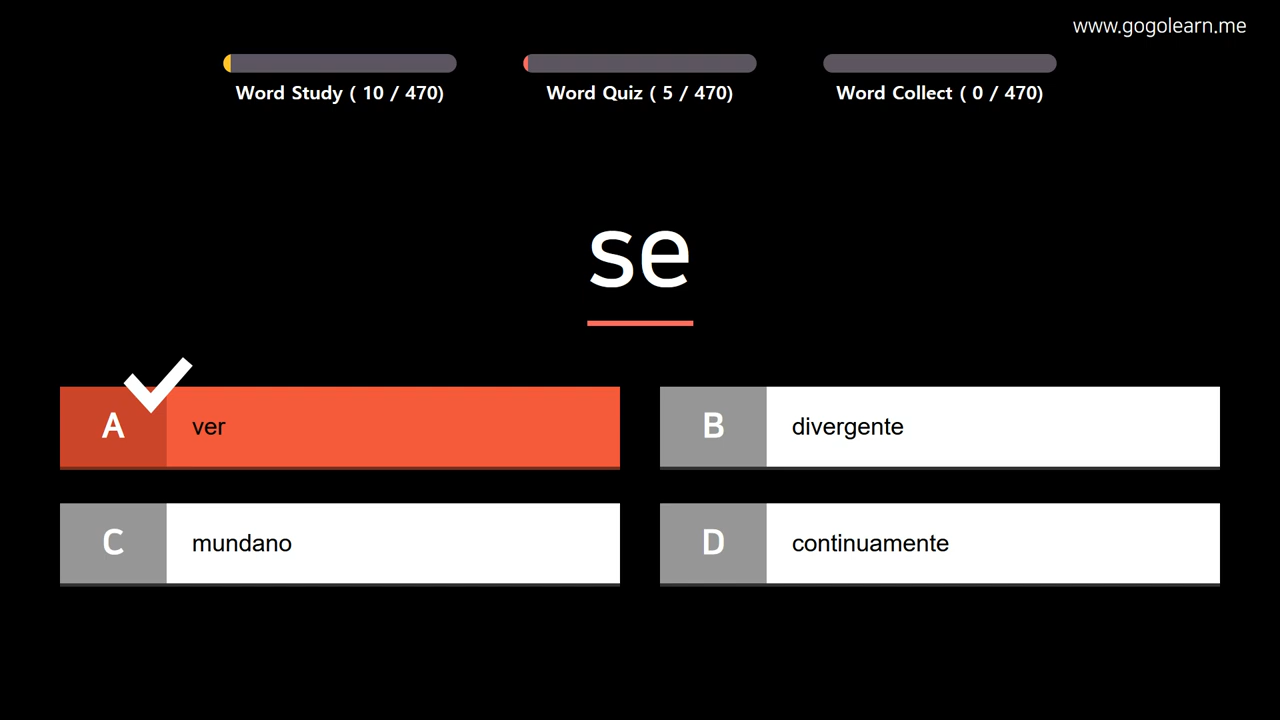 www.gogolearn.me
Word Study ( 10 / 470)
Word Quiz ( 5 / 470)
Word Collect ( 0 / 470)
se
A ver
B divergente
C mundano
D continuamente